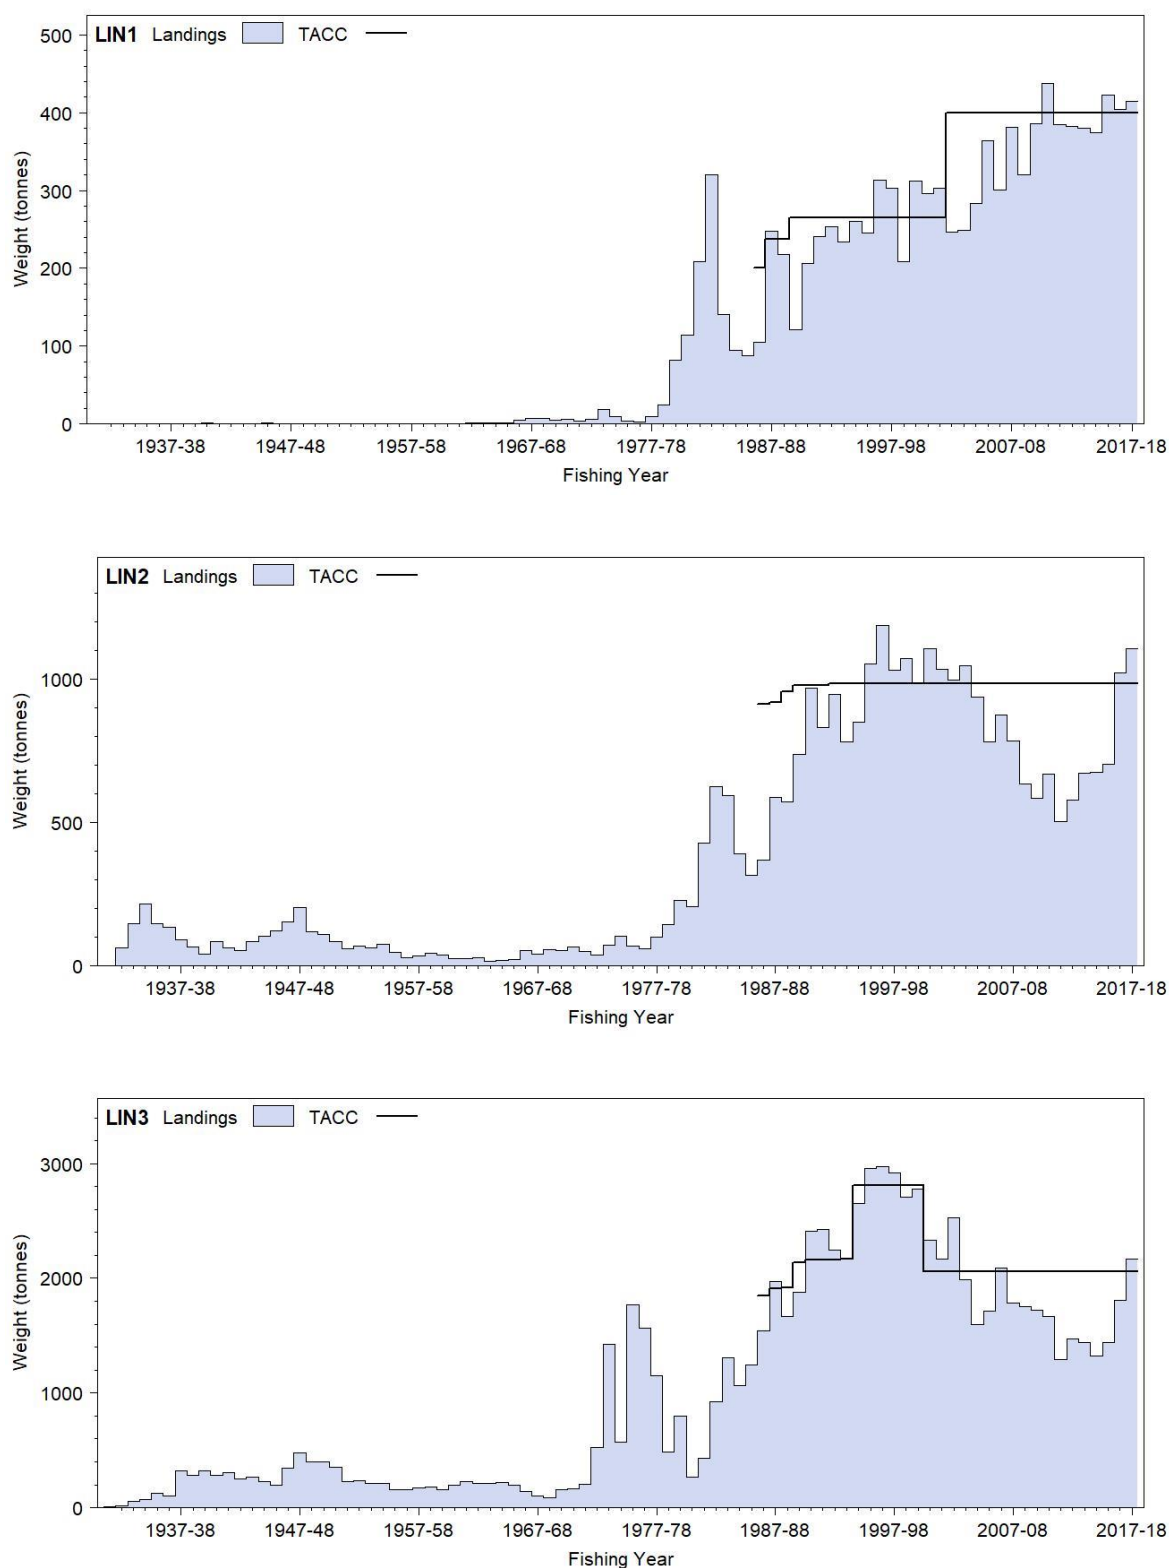 LIN1 Landings TACC
500
400
300
200
100
0
Weight (tonnes)
1937-38 1947-48 1957-58 1967-68 1977-78 1987-88 1997-98 2007-08 2017-18
Fishing Year
LIN2 Landings TACC
1000
500
0
Weight (tonnes)
1937-38 1947-48 1957-58 1967-68 1977-78 1987-88 1997-98 2007-08 2017-18
Fishing Year
LIN3 Landings TACC
3000
2000
1000
0
Weight (tonnes)
1937-38 1947-48 1957-58 1967-68 1977-78 1987-88 1997-98 2007-08 2017-18
Fishing Year